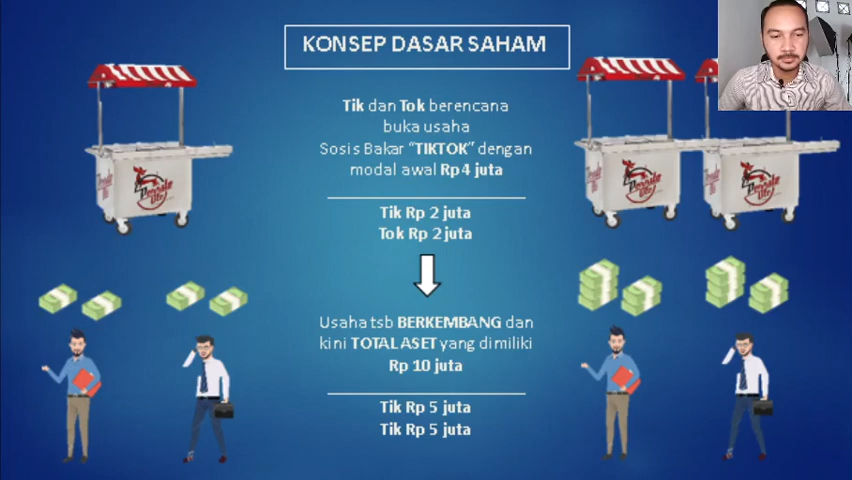 KONSEP DASAR SAHAM
Tik dan Tok berencana
buka usaha
Sosis Bakar "TIKTOK" dengan
modal awal Rp 4 juta
Tik Rp 2 juta
Tok Rp 2 juta
Usaha tsb BERKEMBANG dan
kini TOTAL ASET yang dimiliki
Rp 10 juta
Tik Rp 5 juta
Tik Rp 5 juta